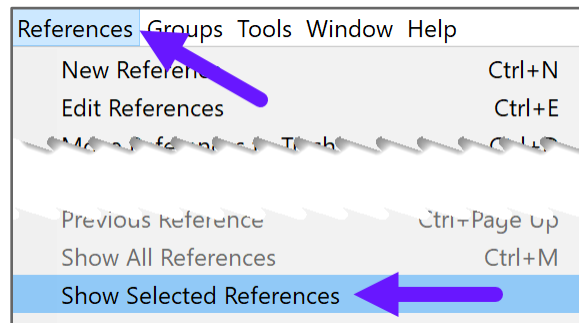 References Groups Tools Window Help
New Reference Ctrl+N
Edit References Ctrl+E
Previous Reference Ctrl+Page Up
Show All References Ctrl+M
Show Selected References